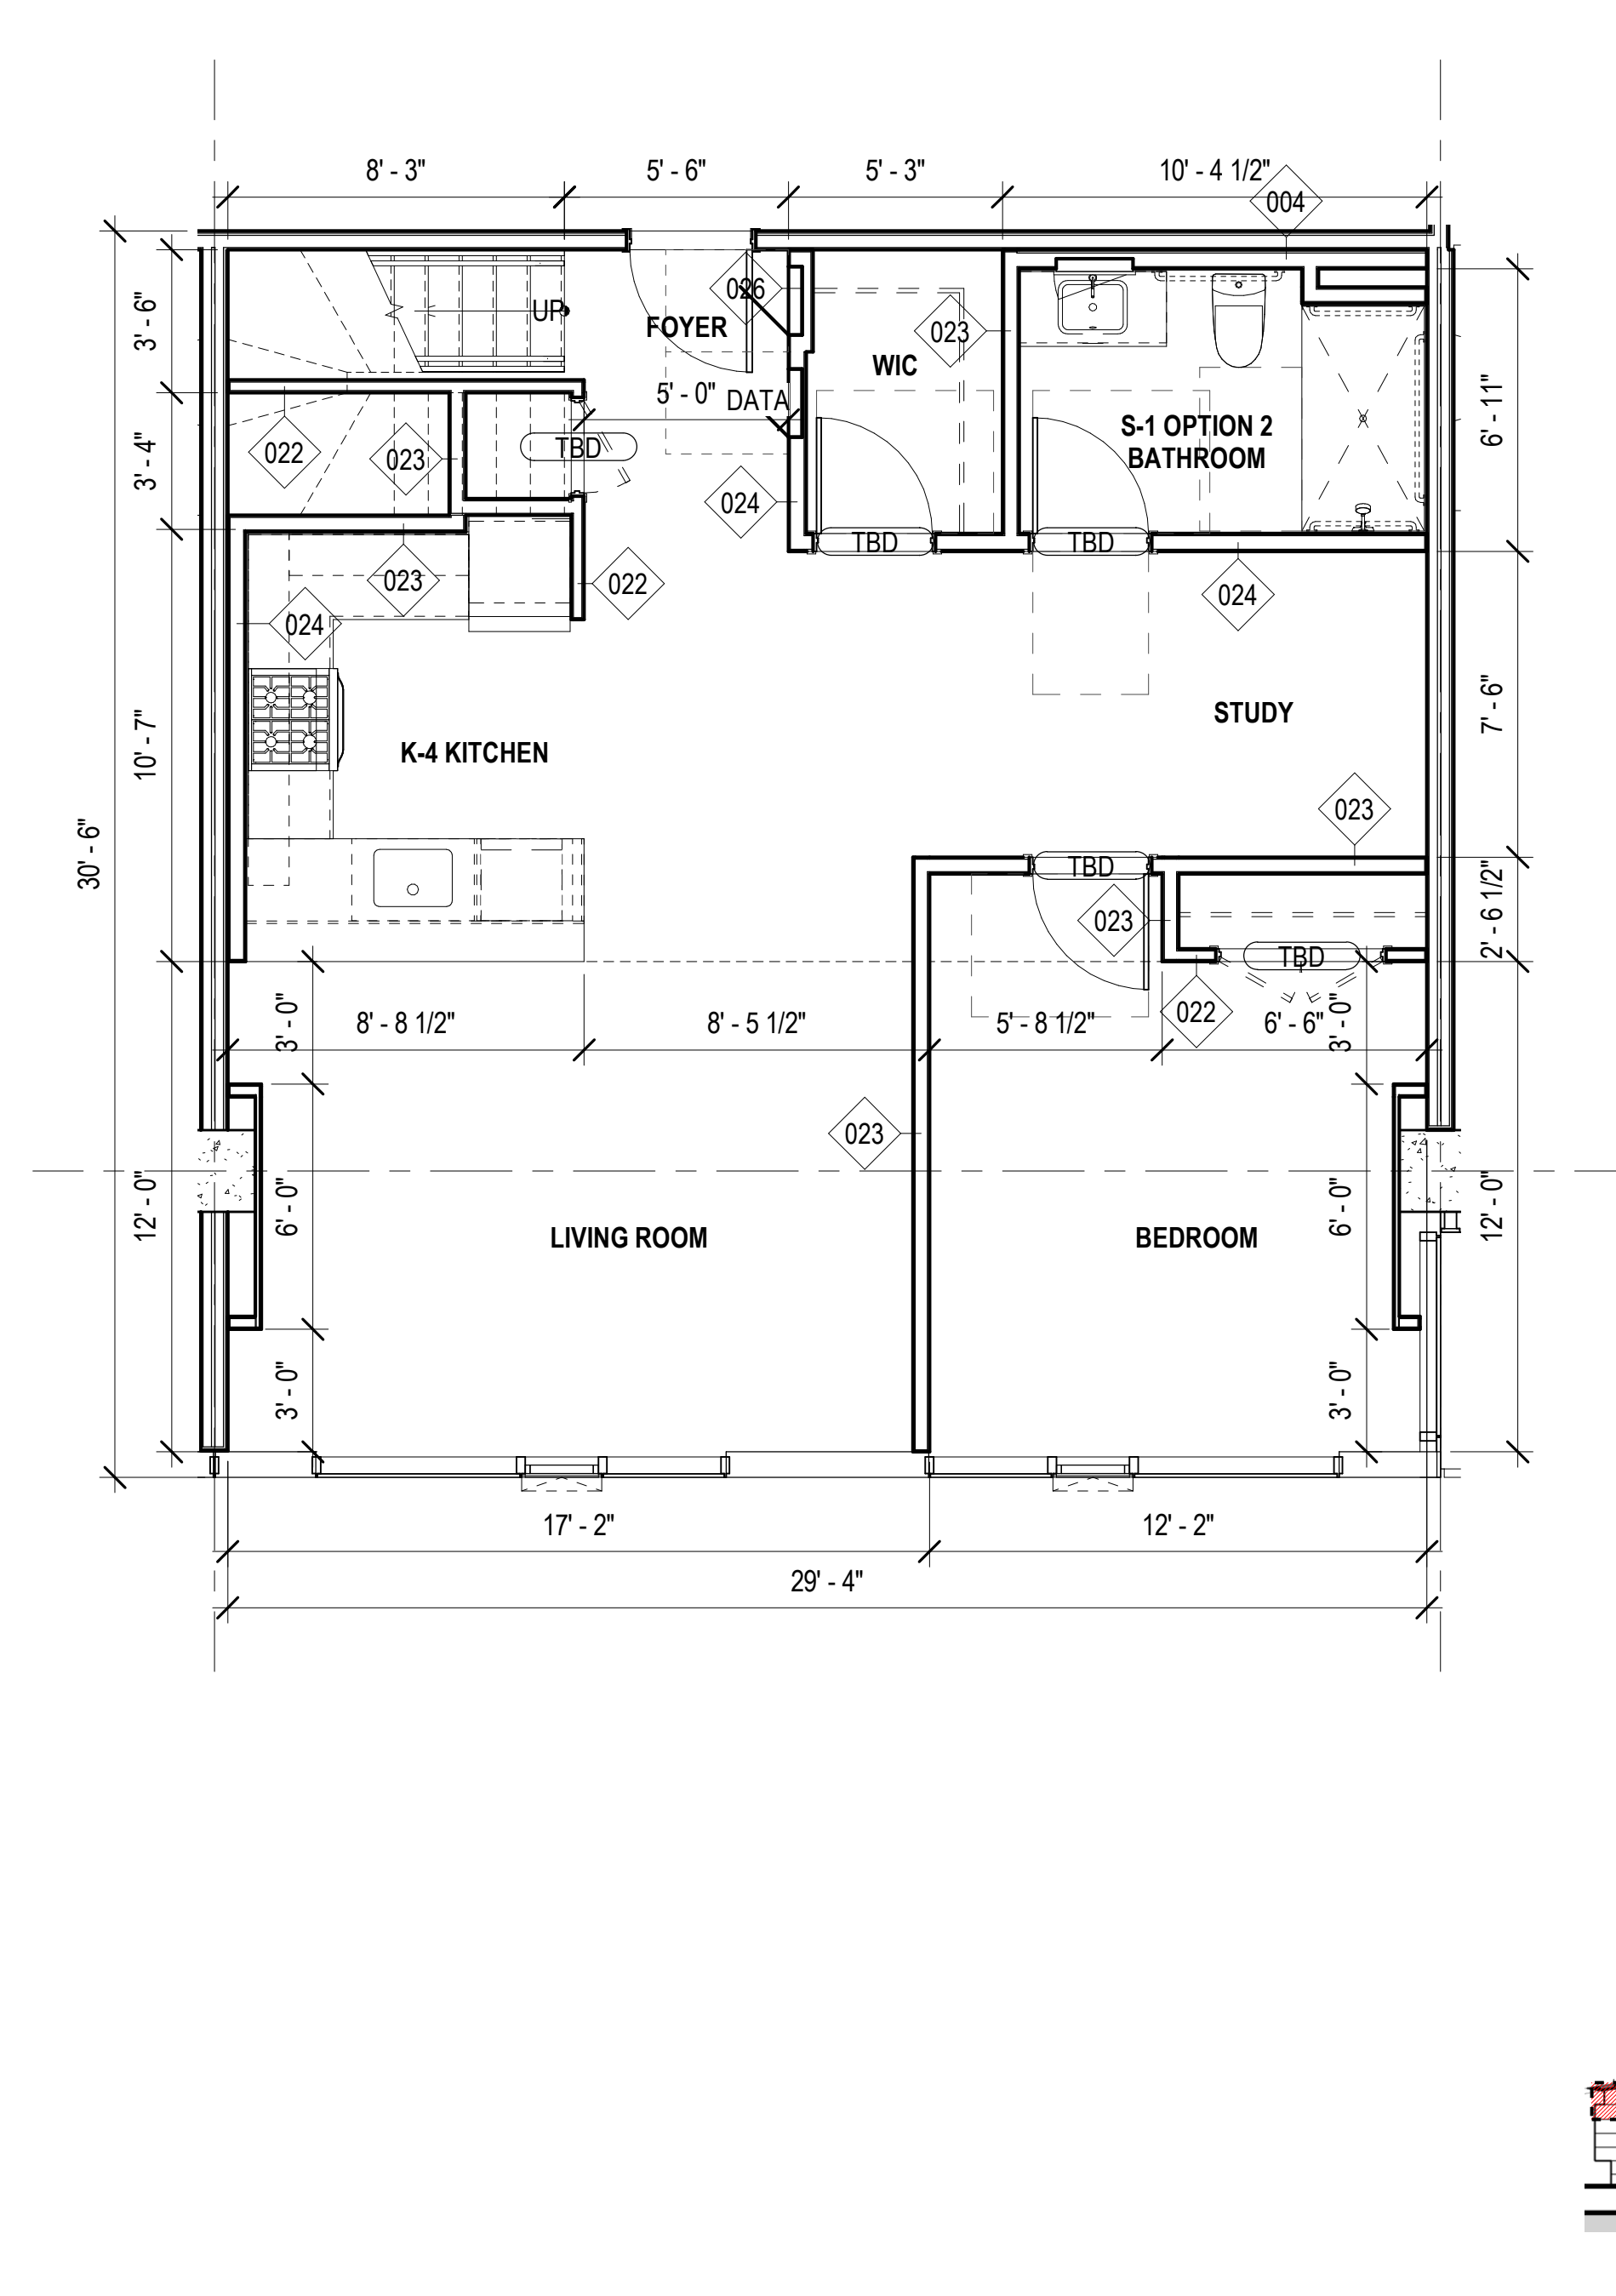 8' - 3"
5' - 6"
5' - 3"
10' - 4 1/2"
004
3' - 6"
UP
026
FOYER
023
WIC
5' - 0"
DATA
6' - 11"
S-1 OPTION 2
BATHROOM
3' - 4"
022
023
TBD
024
TBD
TBD
023
022
024
024
10' - 7"
K-4 KITCHEN
STUDY
7' - 6"
023
30' - 6"
TBD
023
2' - 6 1/2"
TBD
022
3' - 0"
8' - 8 1/2"
8' - 5 1/2"
5' - 8 1/2"
6' - 6"
3' - 0"
023
12' - 0"
6' - 0"
6' - 0"
12' - 0"
LIVING ROOM
BEDROOM
3' - 0"
3' - 0"
17' - 2"
12' - 2"
29' - 4"